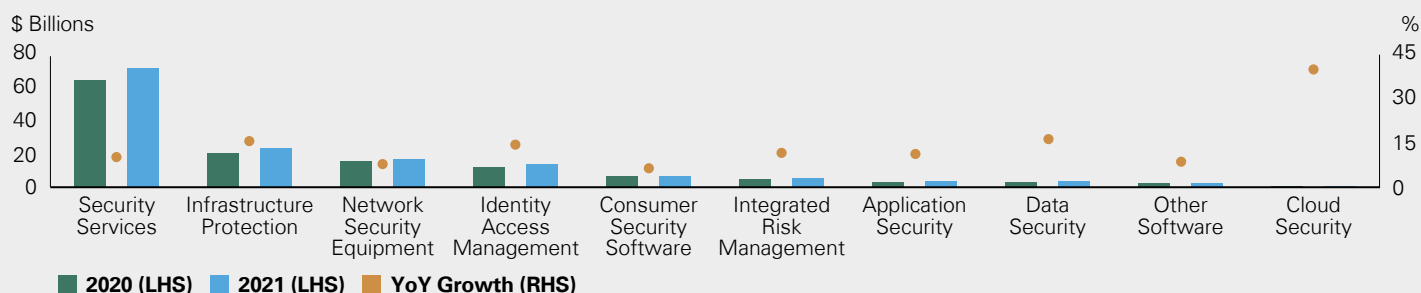 $ Billions
%
80
60
40
20
0
45
30
15
0
Security
Services
Infrastructure
Protection
Network
Security
Equipment
Identity
Access
Management
Consumer
Security
Software
Integrated
Risk
Management
Application
Security
Data
Security
Other
Software
Cloud
Security
2020 (LHS) 2021 (LHS) YoY Growth (RHS)